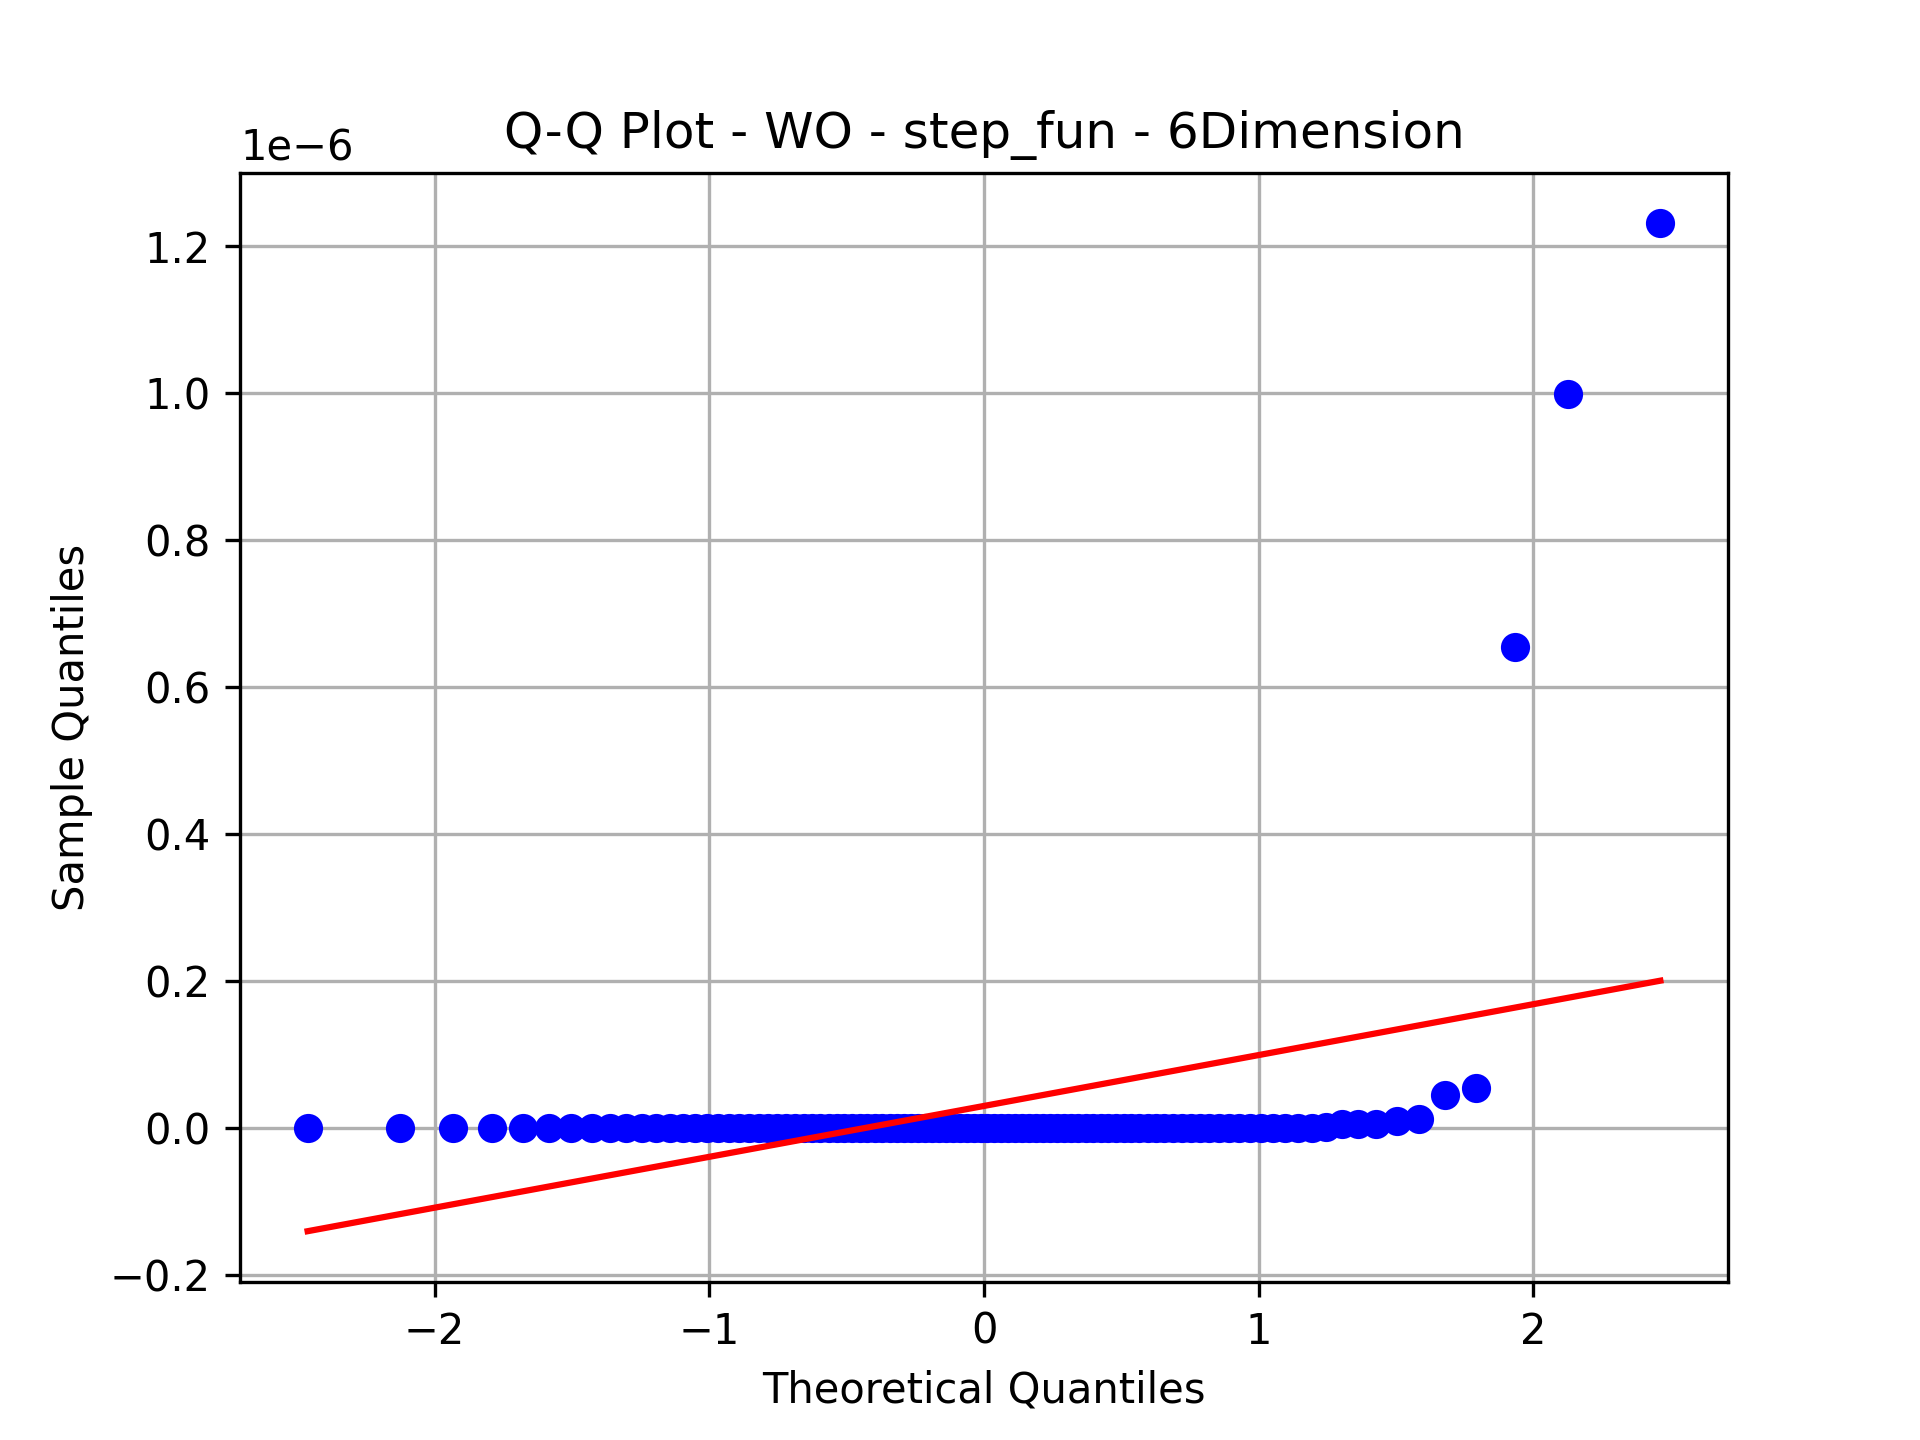 Q-Q Plot - WO - step_fun - 6Dimension
1e−6
1.2
1.0
0.8
0.6
0.4
0.2
0.0
−0.2
Sample Quantiles
−2 −1 0 1 2
Theoretical Quantiles